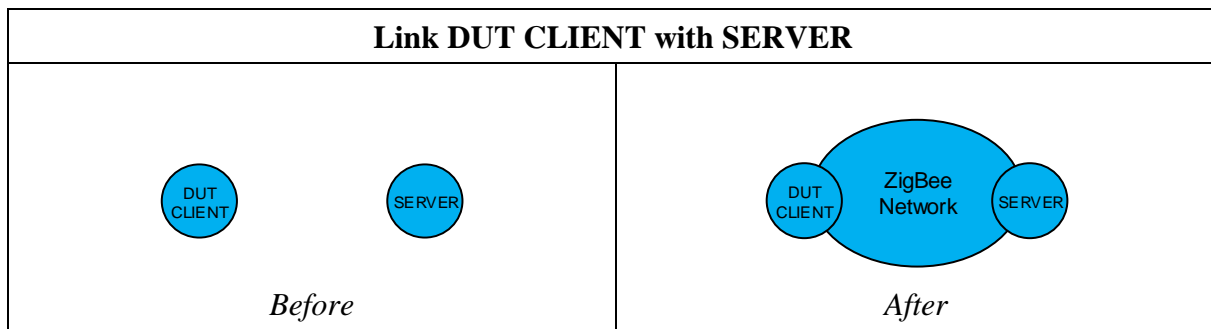 Link DUT CLIENT with SERVER
DUT
CLIENT
SERVER
Before
DUT
CLIENT
ZigBee
Network
SERVER
After